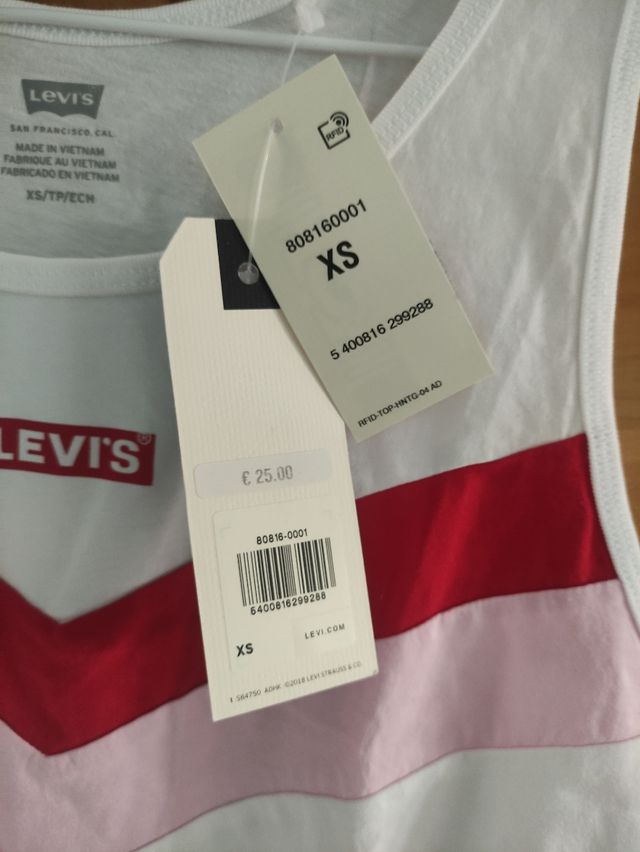 LEVI'S
SAN FRANCISCO, CAL.
MADE IN VIETNAM
FABRIQUE AU VIETNAM
FABRICADO EN VIETNAM
XS/TP/ECH
RFID
808160001
XS
5 400816 299288
RFID-TOP-HNTG-04 AD
LEVI'S®
€ 25.00
80816-0001
5400816299288
XS
LEVI.COM
564750 ADHK ©2018 LEVI STRAUSS & CO.